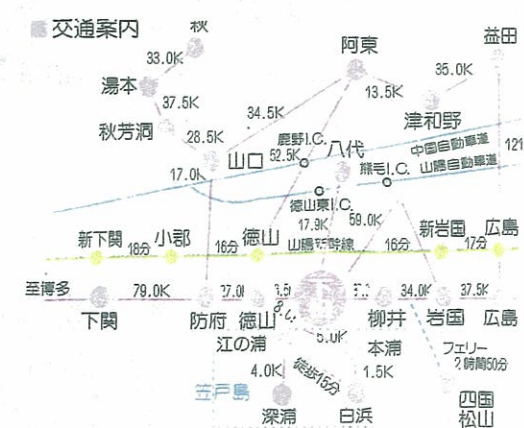 交通案内
秋
益田
33.0K
阿東
湯本
35.0K
37.5K
34.5K
13.5K
津和野
秋芳洞
28.5K
鹿野I.C.
52.5K
八代
中国自動車道
山口
熊毛I.C.
山陽自動車道
121
17.0K
徳山東I.C.
17.9K
59.0K
新下関
18分
小郡
16分
徳山
山陽新幹線
16分
新岩国
17分
広島
至博多
79.0K
34.0K
37.5K
下関
防府
徳山
柳井
岩国
広島
江の浦
5.0K
本浦
フェリー
2時間50分
4.0K
徒歩15分
1.5K
笠戸島
深浦
白浜
四国
松山